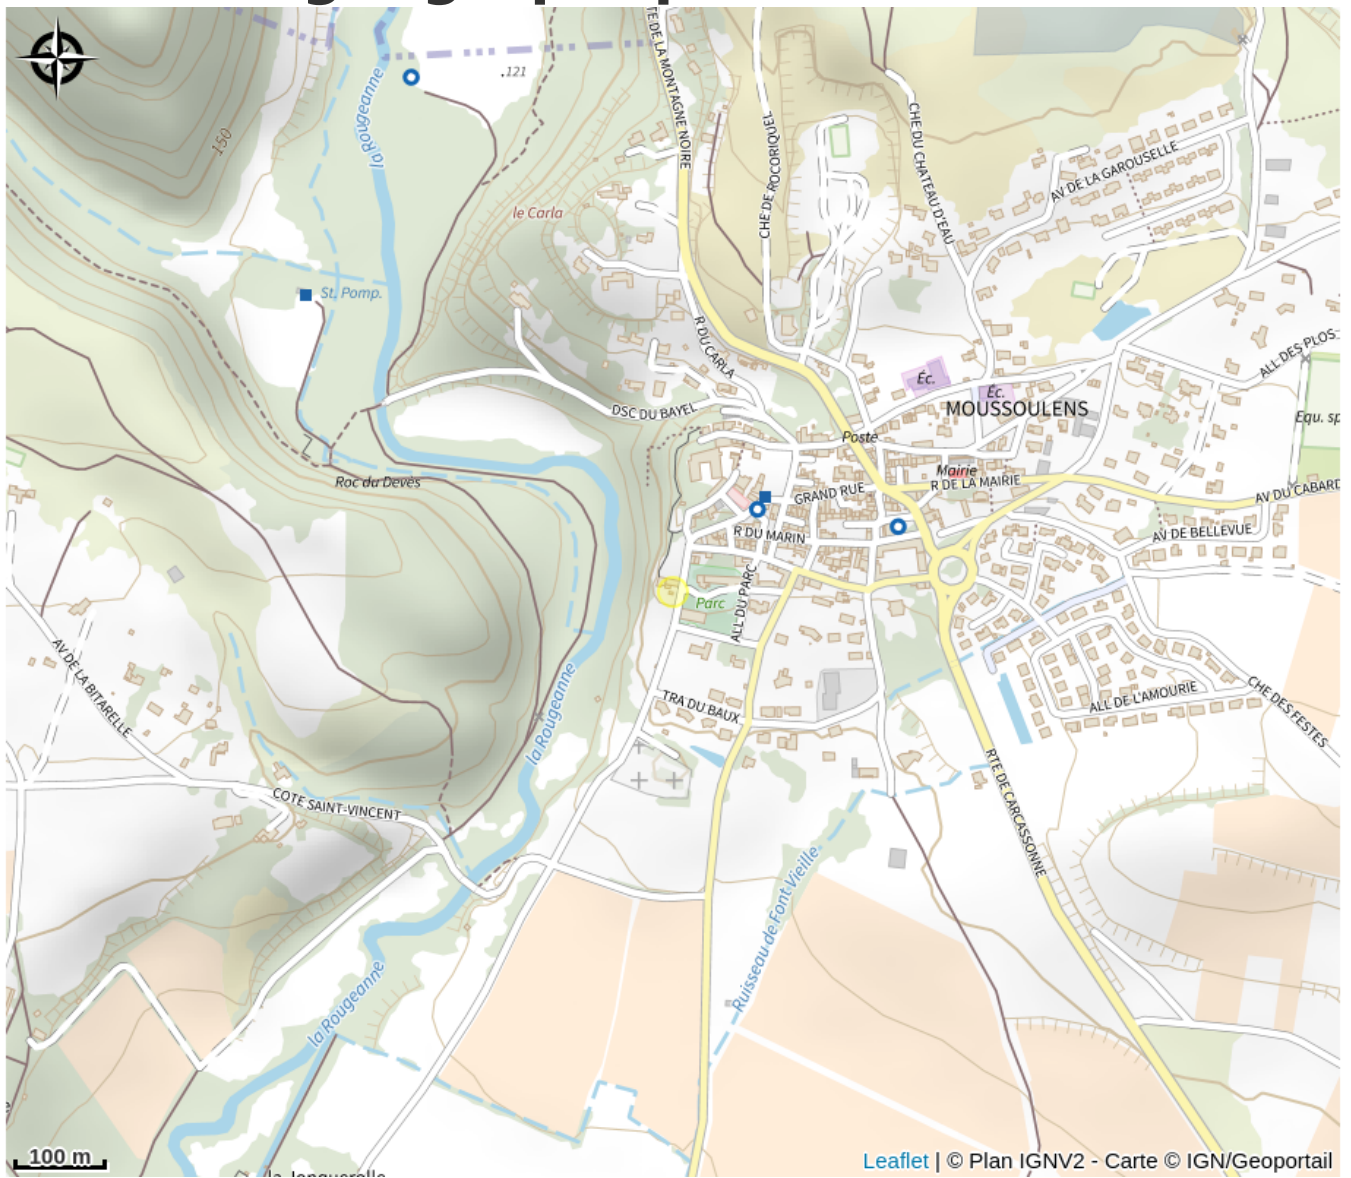 TE DE LA MONTAGNE NOIRE
.121
la Rougeanne
150
CHE DE ROCORIQUEL
CHE DU CHATEAU D'EAU
AV DE LA GAROUSELLE
le Carla
St. Pomp.
R DU CARLA
ALL DES PLOS
Éc.
Éc.
MOUSSOULENS
DSC DU BAYEL
Equ. sp
Poste
Mairie
R DE LA MAIRIE
Roc du Devès
GRAND RUE
AV DU CABARD
R DU MARIN
AV DE BELLEVUE
ALL DU PARC
Parc
AV DE LA BITARELLE
la Rougeanne
TRA DU BAUX
ALL DE L'AMOURIE
CHE DES FESTES
COTE SAINT-VINCENT
RTE DE CARCASSONNE
Ruisseau de Font Vieille
la Rougeanne
100 m
Leaflet | © Plan IGNV2 - Carte © IGN/Geoportail